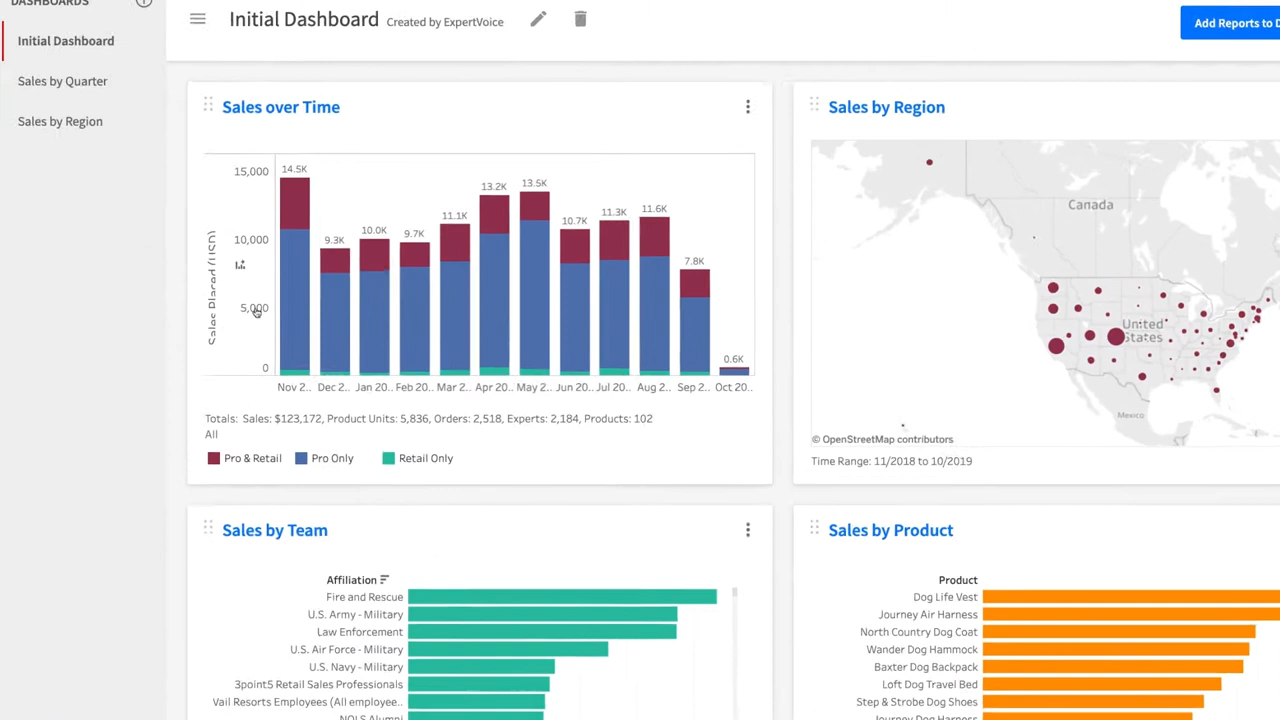 DASHBOARDS
Initial Dashboard
Sales by Quarter
Sales by Region
Initial Dashboard Created by ExpertVoice
Add Reports to D
Sales over Time
15,000
10,000
5,000
0
Sales Placed (USD)
14.5K
9.3K
10.0K
9.7K
11.1K
13.2K
13.5K
10.7K
11.3K
11.6K
7.8K
0.6K
Nov 2.. Dec 2... Jan 20... Feb 20.. Mar 2... Apr 20... May 2... Jun 20.. Jul 20... Aug 2... Sep 2... Oct 20...
Totals: Sales: $123,172, Product Units: 5,836, Orders: 2,518, Experts: 2,184, Products: 102
All
Pro & Retail Pro Only Retail Only
Sales by Region
Canada
United
States
Mexico
© OpenStreetMap contributors
Time Range: 11/2018 to 10/2019
Sales by Team
Affiliation
Fire and Rescue
U.S. Army - Military
Law Enforcement
U.S. Air Force - Military
U.S. Navy - Military
3point5 Retail Sales Professionals
Vail Resorts Employees (All employee..
NOLS Alumni
Sales by Product
Product
Dog Life Vest
Journey Air Harness
North Country Dog Coat
Wander Dog Hammock
Baxter Dog Backpack
Loft Dog Travel Bed
Step & Strobe Dog Shoes
Journey Dog Harness